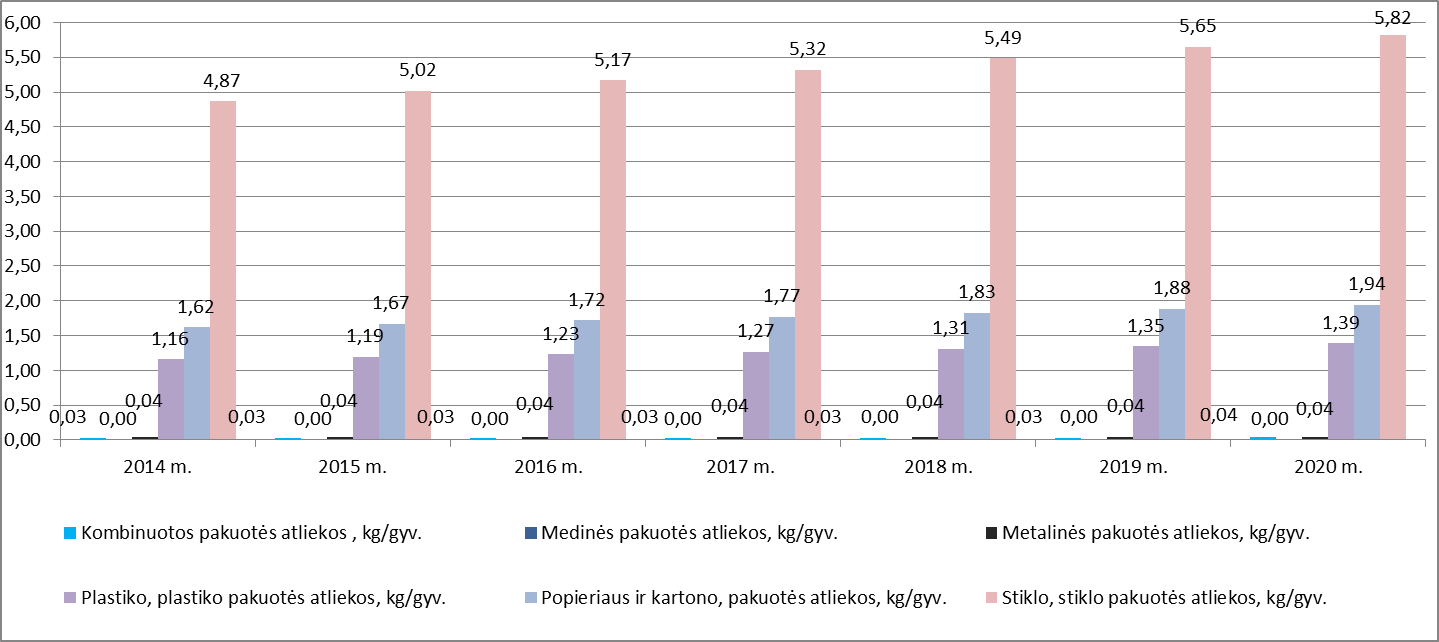 6,00
5,50
5,00
4,50
4,00
3,50
3,00
2,50
2,00
1,50
1,00
0,50
0,00
0,03 0,00 0,04 1,16 1,62 4,87
0,03 0,00 0,04 1,19 1,67 5,02
0,03 0,00 0,04 1,23 1,72 5,17
0,03 0,00 0,04 1,27 1,77 5,32
0,03 0,00 0,04 1,31 1,83 5,49
0,03 0,00 0,04 1,35 1,88 5,65
0,04 0,00 0,04 1,39 1,94 5,82
2014 m. 2015 m. 2016 m. 2017 m. 2018 m. 2019 m. 2020 m.
Kombinuotos pakuotės atliekos , kg/gyv. Medinės pakuotės atliekos, kg/gyv. Metalinės pakuotės atliekos, kg/gyv.
Plastiko, plastiko pakuotės atliekos, kg/gyv. Popieriaus ir kartono, pakuotės atliekos, kg/gyv. Stiklo, stiklo pakuotės atliekos, kg/gyv.